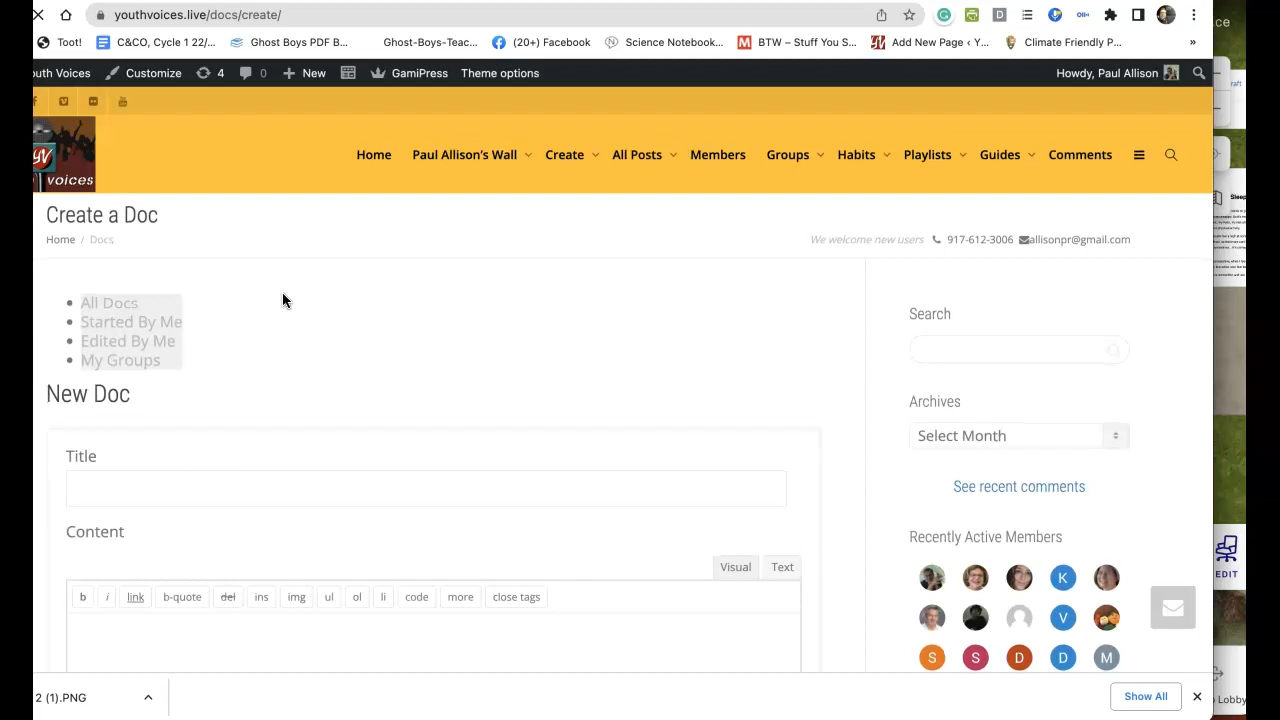 youthvoices.live/docs/create/
Toot! C&CO, Cycle 1 22/... Ghost Boys PDF B... Ghost-Boys-Teac... (20+) Facebook Science Notebook... BTW – Stuff You S... Add New Page ‹ Y... Climate Friendly P... »
outh Voices Customize 4 0 New GamiPress Theme options Howdy, Paul Allison
voices
Home Paul Allison's Wall Create All Posts Members Groups Habits Playlists Guides Comments
Create a Doc
Home / Docs We welcome new users 917-612-3006 allisonpr@gmail.com
All Docs
Started By Me
Edited By Me
My Groups
New Doc
Title
Content
Visual Text
b i link b-quote del ins img ul ol li code more close tags
Search
Archives
Select Month
See recent comments
Recently Active Members
K
V
S S D D M
2 (1).PNG Show All
ce
raft
Sleep
EDIT
Lobby